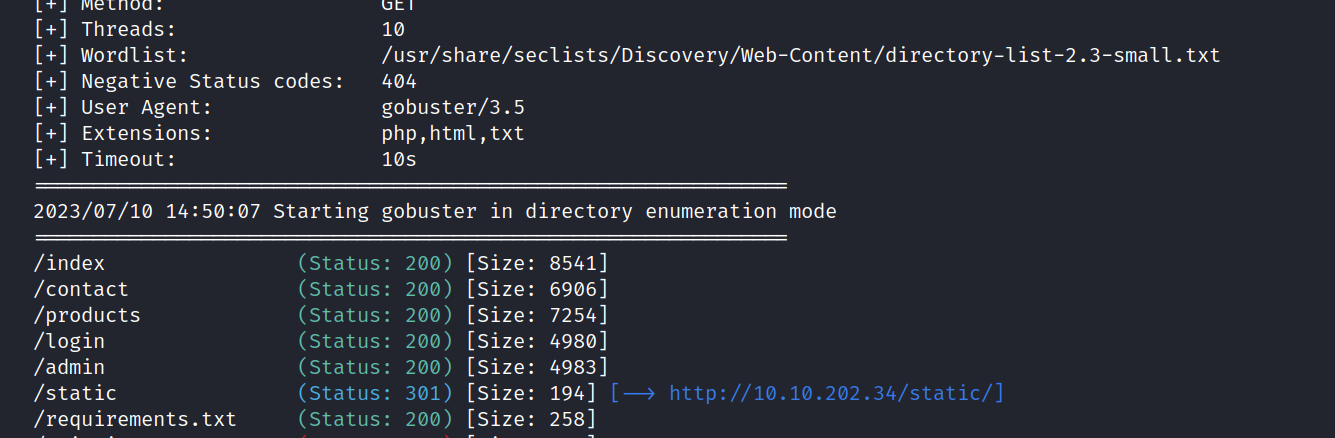 [+] Method:                  GET
[+] Threads:                 10
[+] Wordlist:                /usr/share/seclists/Discovery/Web-Content/directory-list-2.3-small.txt
[+] Negative Status codes:   404
[+] User Agent:              gobuster/3.5
[+] Extensions:              php,html,txt
[+] Timeout:                 10s
===============================================================
2023/07/10 14:50:07 Starting gobuster in directory enumeration mode
===============================================================
/index                (Status: 200) [Size: 8541]
/contact              (Status: 200) [Size: 6906]
/products             (Status: 200) [Size: 7254]
/login                (Status: 200) [Size: 4980]
/admin                (Status: 200) [Size: 4983]
/static               (Status: 301) [Size: 194] [--> http://10.10.202.34/static/]
/requirements.txt     (Status: 200) [Size: 258]